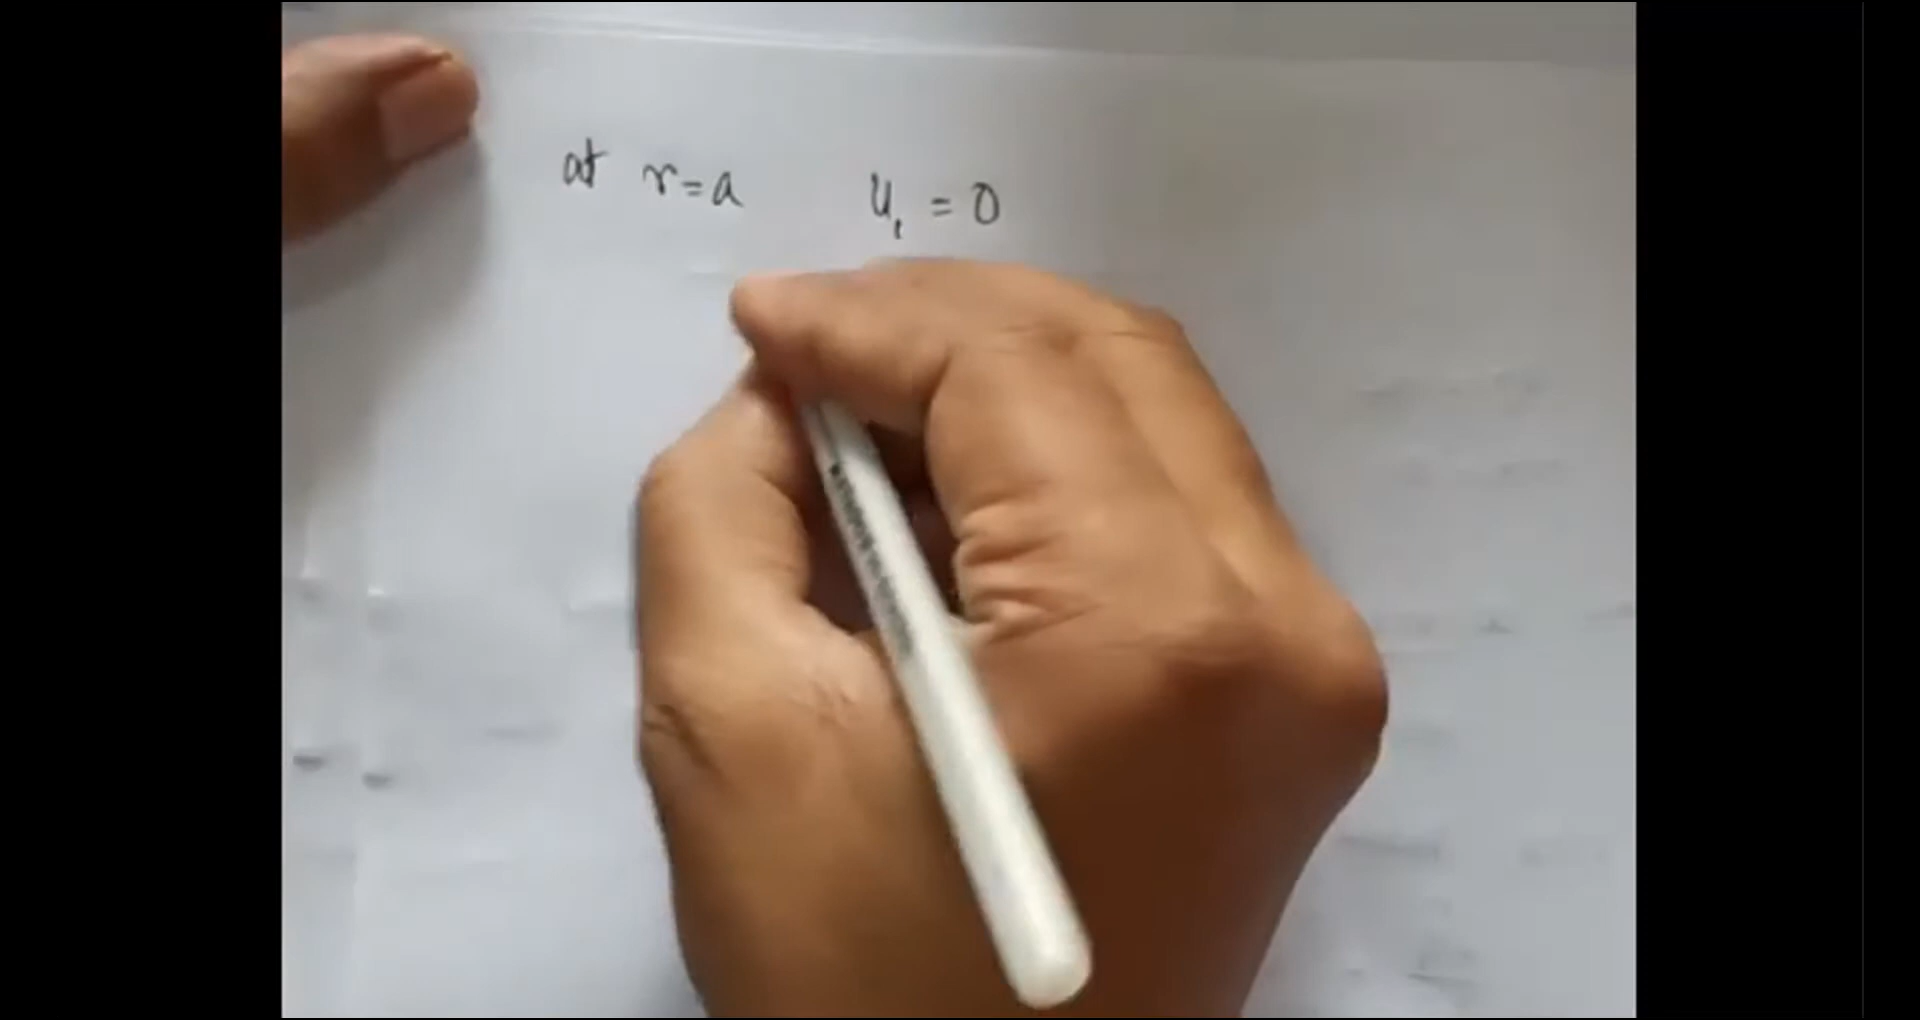 at r=a u₁ = 0